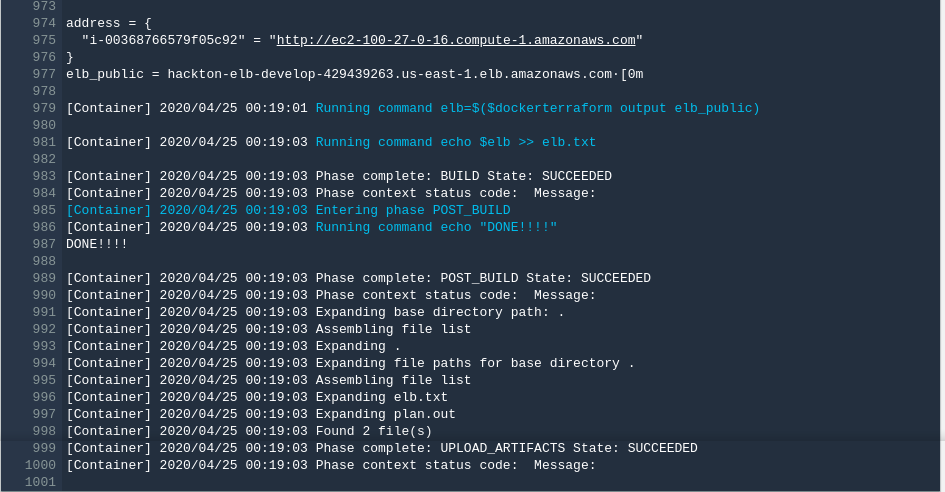 973
974 address = {
975   "i-00368766579f05c92" = "http://ec2-100-27-0-16.compute-1.amazonaws.com"
976 }
977 elb_public = hackton-elb-develop-429439263.us-east-1.elb.amazonaws.com·[0m
978
979 [Container] 2020/04/25 00:19:01 Running command elb=$($dockerterraform output elb_public)
980
981 [Container] 2020/04/25 00:19:03 Running command echo $elb >> elb.txt
982
983 [Container] 2020/04/25 00:19:03 Phase complete: BUILD State: SUCCEEDED
984 [Container] 2020/04/25 00:19:03 Phase context status code:  Message:
985 [Container] 2020/04/25 00:19:03 Entering phase POST_BUILD
986 [Container] 2020/04/25 00:19:03 Running command echo "DONE!!!!"
987 DONE!!!!
988
989 [Container] 2020/04/25 00:19:03 Phase complete: POST_BUILD State: SUCCEEDED
990 [Container] 2020/04/25 00:19:03 Phase context status code:  Message:
991 [Container] 2020/04/25 00:19:03 Expanding base directory path: .
992 [Container] 2020/04/25 00:19:03 Assembling file list
993 [Container] 2020/04/25 00:19:03 Expanding .
994 [Container] 2020/04/25 00:19:03 Expanding file paths for base directory .
995 [Container] 2020/04/25 00:19:03 Assembling file list
996 [Container] 2020/04/25 00:19:03 Expanding elb.txt
997 [Container] 2020/04/25 00:19:03 Expanding plan.out
998 [Container] 2020/04/25 00:19:03 Found 2 file(s)
999 [Container] 2020/04/25 00:19:03 Phase complete: UPLOAD_ARTIFACTS State: SUCCEEDED
1000 [Container] 2020/04/25 00:19:03 Phase context status code:  Message:
1001